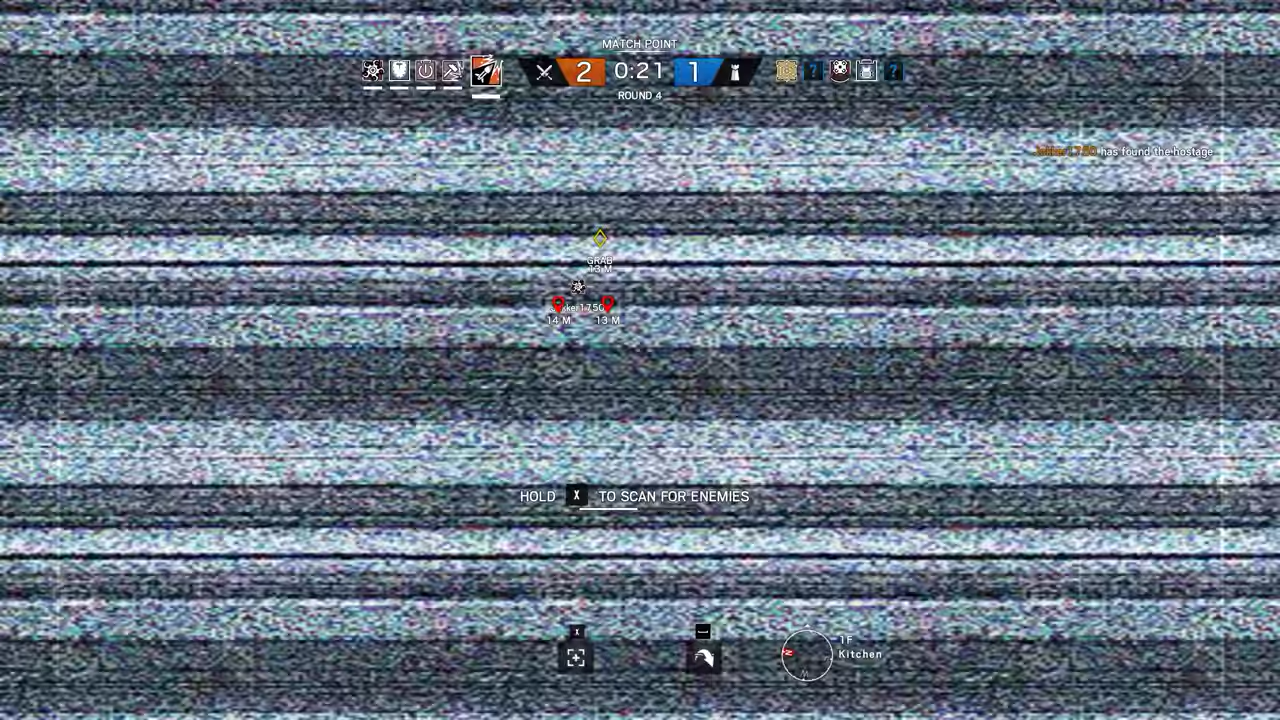 MATCH POINT
2 0:21 1
ROUND 4
? ?
jokker1750 has found the hostage
GRAB
13 M
14 M 13 M
HOLD X TO SCAN FOR ENEMIES
X
N
1F
Kitchen